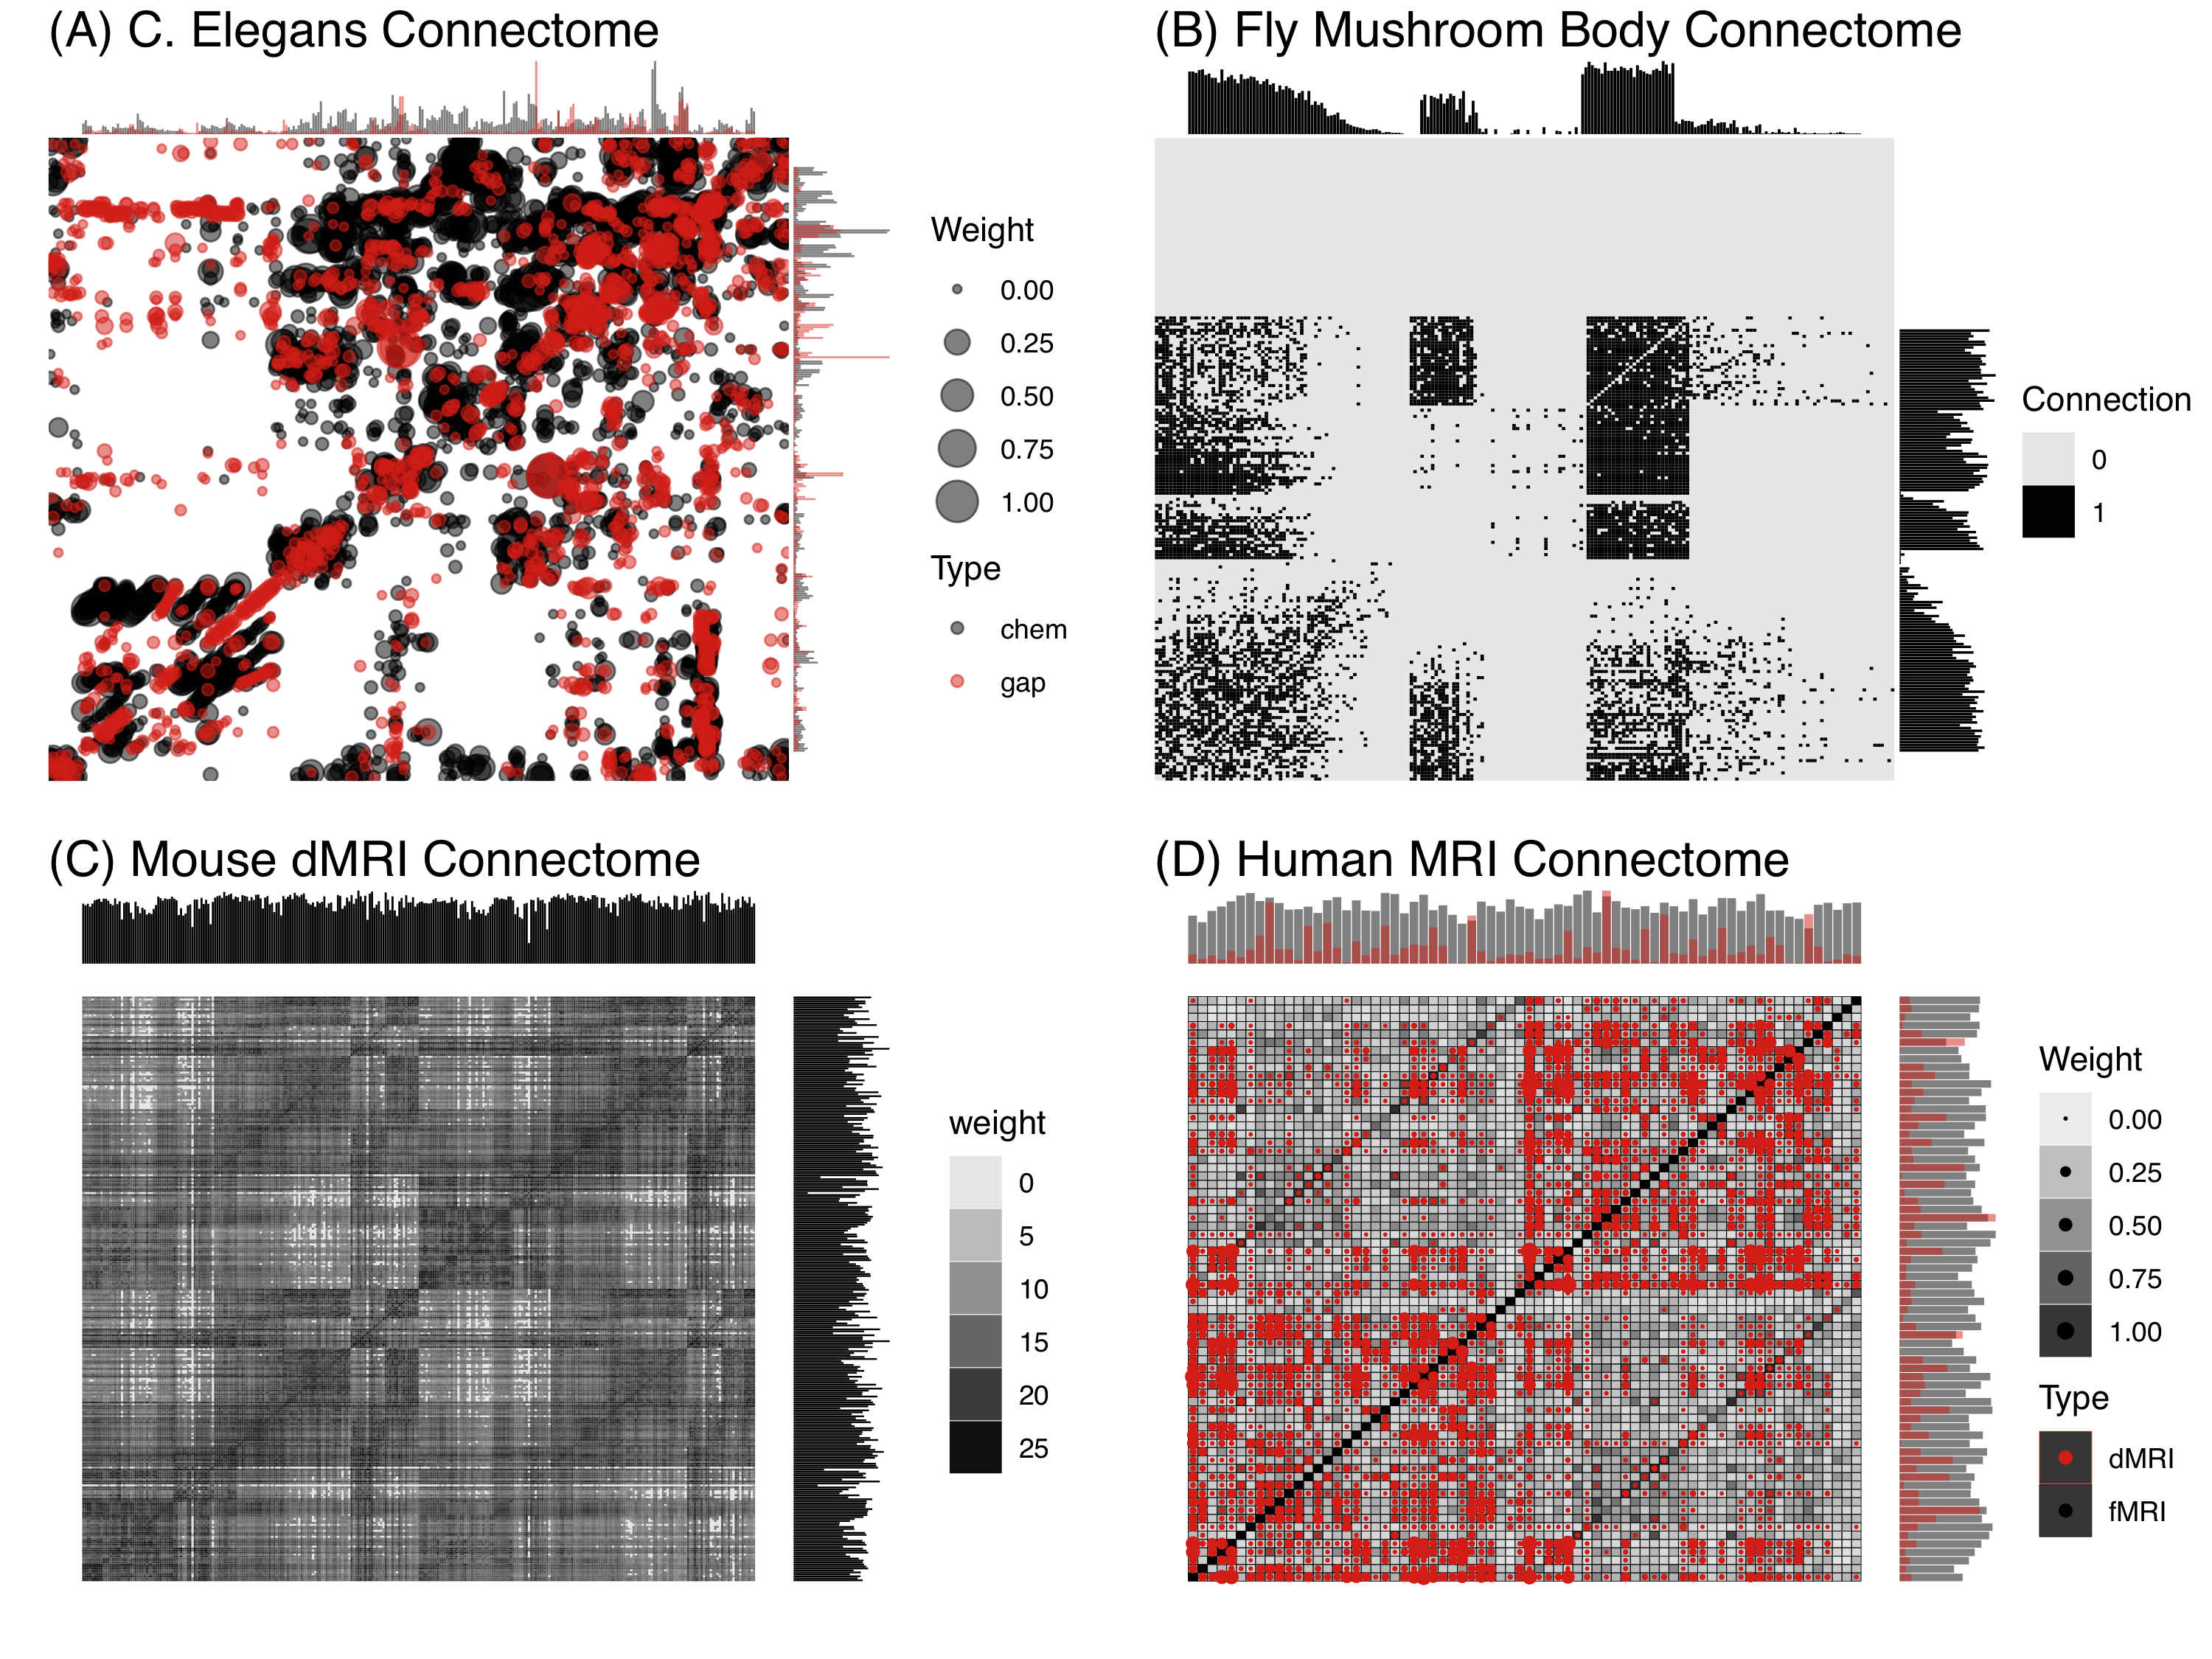 (A) C. Elegans Connectome
Weight
0.00
0.25
0.50
0.75
1.00
Type
chem
gap
(B) Fly Mushroom Body Connectome
Connection
0
1
(C) Mouse dMRI Connectome
weight
0
5
10
15
20
25
(D) Human MRI Connectome
Weight
0.00
0.25
0.50
0.75
1.00
Type
dMRI
fMRI